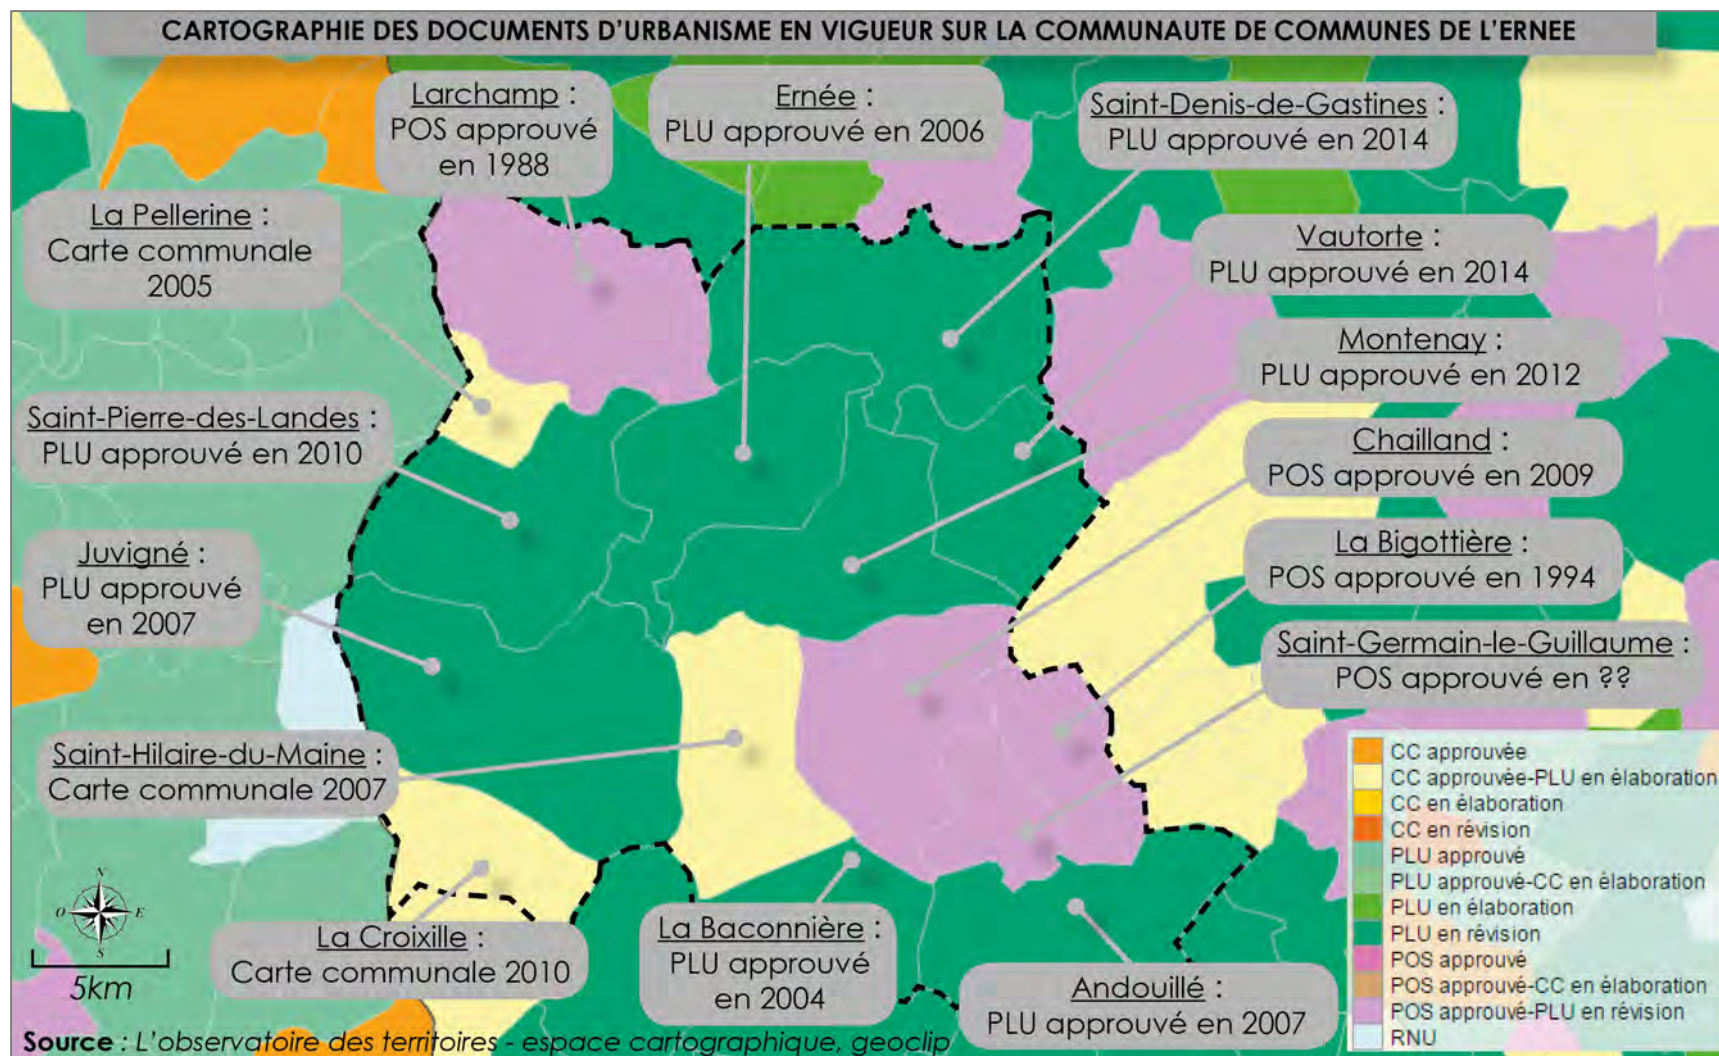 CARTOGRAPHIE DES DOCUMENTS D'URBANISME EN VIGUEUR SUR LA COMMUNAUTE DE COMMUNES DE L'ERNEE
Larchamp :
POS approuvé
en 1988
Ernée :
PLU approuvé en 2006
Saint-Denis-de-Gastines :
PLU approuvé en 2014
La Pellerine :
Carte communale
2005
Vautorte :
PLU approuvé en 2014
Montenay :
PLU approuvé en 2012
Saint-Pierre-des-Landes :
PLU approuvé en 2010
Chailland :
POS approuvé en 2009
Juvigné :
PLU approuvé
en 2007
La Bigottière :
POS approuvé en 1994
Saint-Germain-le-Guillaume :
POS approuvé en ??
Saint-Hilaire-du-Maine :
Carte communale 2007
La Croixille :
Carte communale 2010
La Baconnière :
PLU approuvé
en 2004
Andouillé :
PLU approuvé en 2007
CC approuvée
CC approuvée-PLU en élaboration
CC en élaboration
CC en révision
PLU approuvé
PLU approuvé-CC en élaboration
PLU en élaboration
PLU en révision
POS approuvé
POS approuvé-CC en élaboration
POS approuvé-PLU en révision
RNU
N
O
E
S
5km
Source : L'observatoire des territoires - espace cartographique, geoclip